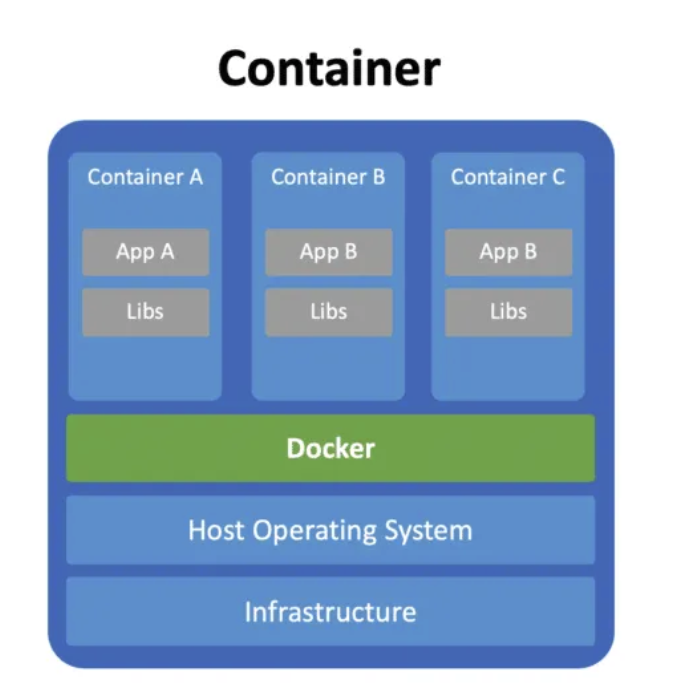 Container
Container A
Container B
Container C
App A
App B
App B
Libs
Libs
Libs
Docker
Host Operating System
Infrastructure